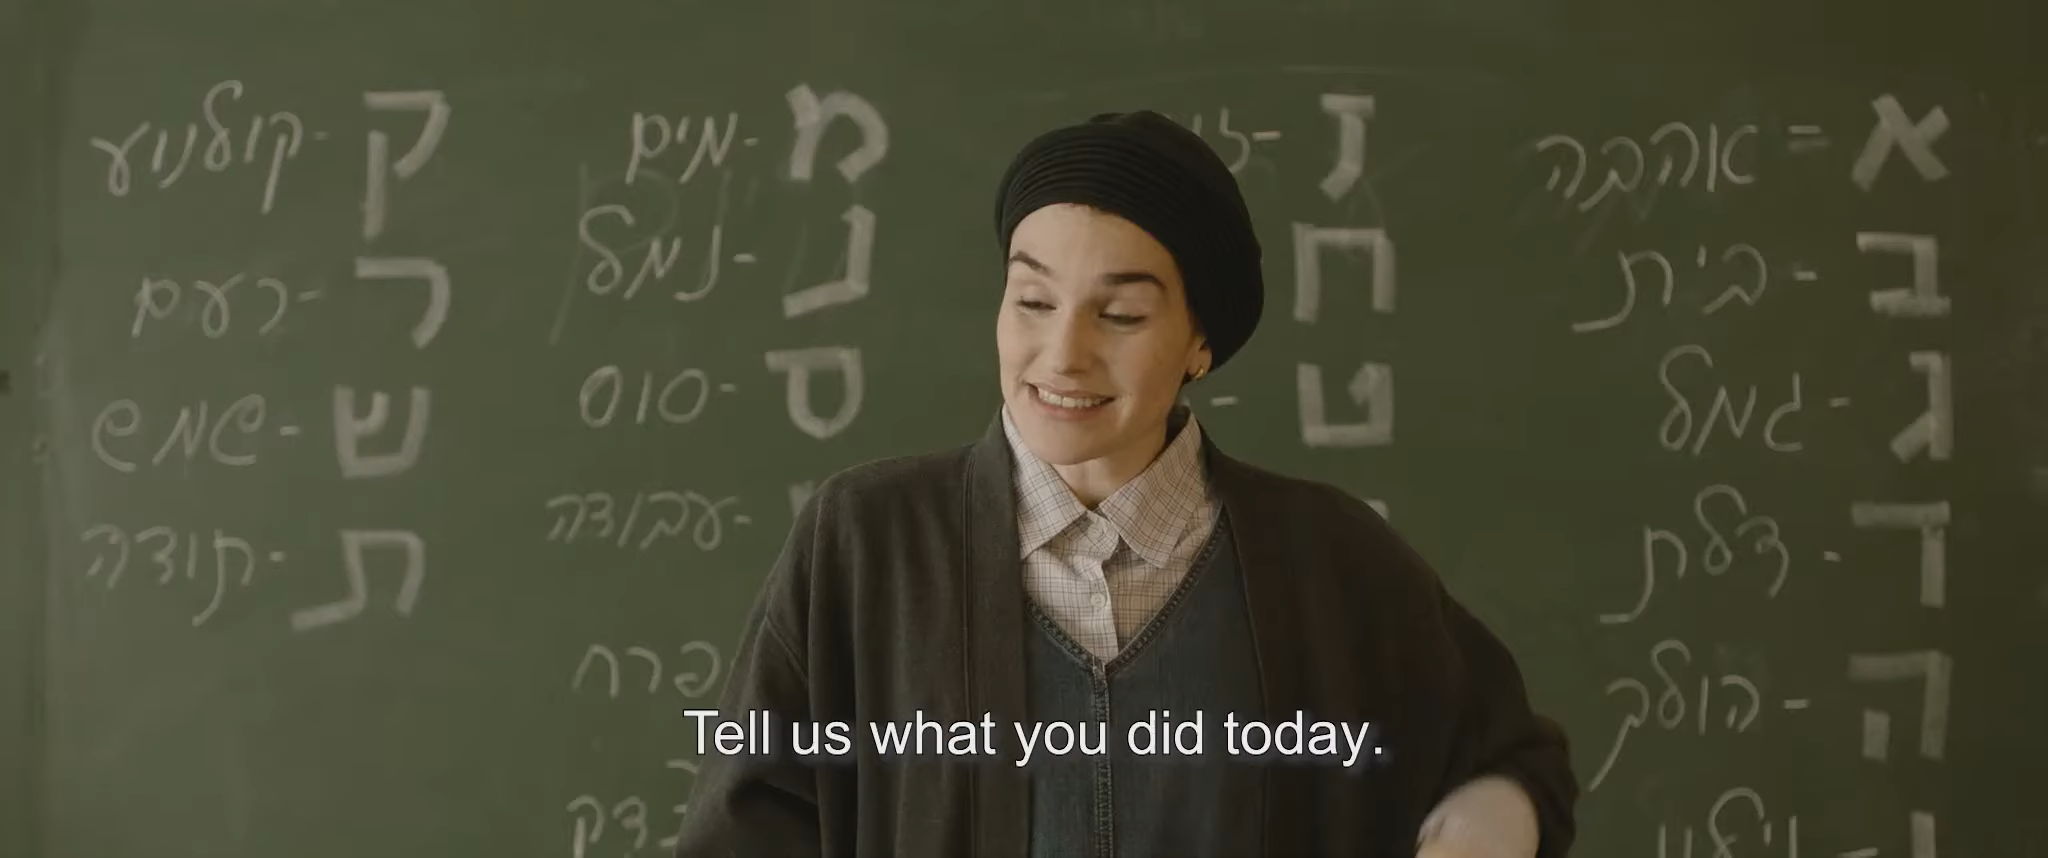 א = אהבה
ב - בית
ג - גמל
ד - דלת
ה - הולך
ז
ח
ט -
מ - מים
נ - נמל
ס - סוס
- עבודה
פרח
צדק
ק - קולנוע
ר - רעם
ש - שמש
ת - תודה
Tell us what you did today.